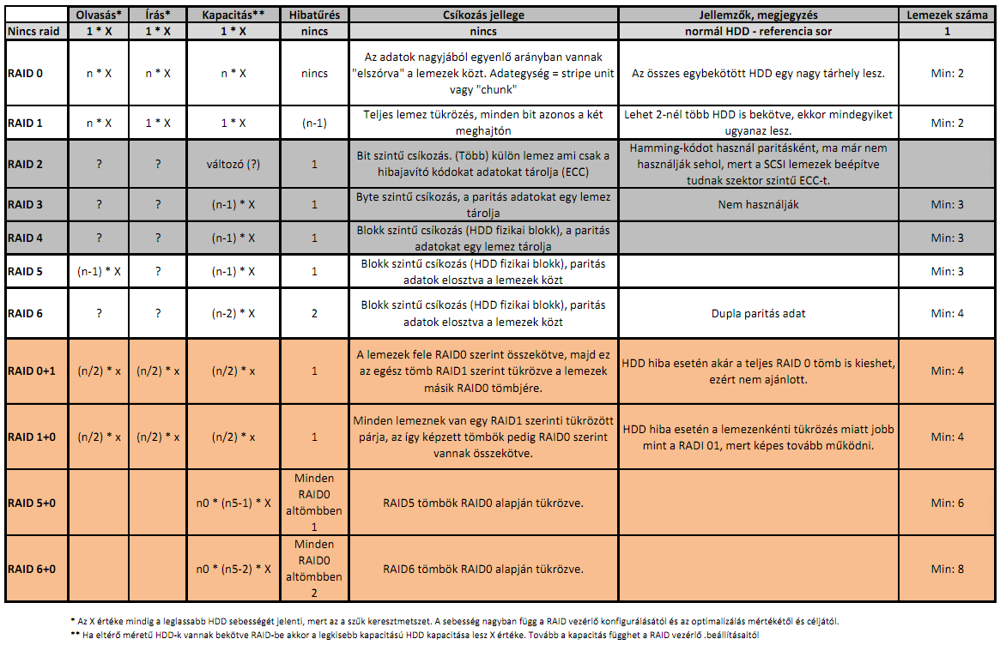 Olvasás* Írás* Kapacitás** Hibatűrés Csíkozás jellege Jellemzők, megjegyzés Lemezek száma
Nincs raid 1 * X 1 * X 1 * X nincs nincs normál HDD - referencia sor 1
RAID 0 n * X n * X n * X nincs
Az adatok nagyjából egyenlő arányban vannak
"elszórva" a lemezek közt. Adategység = stripe unit
vagy "chunk"
Az összes egybekötött HDD egy nagy tárhely lesz. Min: 2
RAID 1 n * X 1 * X 1 * X (n-1)
Teljes lemez tükrözés, minden bit azonos a két
meghajtón
Lehet 2-nél több HDD is bekötve, ekkor mindegyiket
ugyanaz lesz.
Min: 2
RAID 2 ? ? változó (?) 1
Bit szintű csíkozás. (Több) külön lemez ami csak a
hibajavító kódokat adatokat tárolja (ECC)
Hamming-kódot használ paritásként, ma már nem
használják sehol, mert a SCSI lemezek beépítve
tudnak szektor szintű ECC-t.
RAID 3 ? ? (n-1) * X 1
Byte szintű csíkozás, a paritás adatokat egy lemez
tárolja
Nem használják Min: 3
RAID 4 ? ? (n-1) * X 1
Blokk szintű csíkozás (HDD fizikai blokk), a paritás
adatokat egy lemez tárolja
Min: 3
RAID 5 (n-1) * X ? (n-1) * X 1
Blokk szintű csíkozás (HDD fizikai blokk), paritás
adatok elosztva a lemezek közt
Min: 3
RAID 6 ? ? (n-2) * X 2
Blokk szintű csíkozás (HDD fizikai blokk), paritás
adatok elosztva a lemezek közt
Dupla paritás adat Min: 4
RAID 0+1 (n/2) * x (n/2) * x (n/2) * x 1
A lemezek fele RAID0 szerint összekötve, majd ez
az egész tömb RAID1 szerint tükrözve a lemezek
másik RAID0 tömbjére.
HDD hiba esetén akár a teljes RAID 0 tömb is kieshet,
ezért nem ajánlott.
Min: 4
RAID 1+0 (n/2) * x (n/2) * x (n/2) * x 1
Minden lemeznek van egy RAID1 szerinti tükrözött
párja, az így képzett tömbök pedig RAID0 szerint
vannak összekötve.
HDD hiba esetén a lemezenkénti tükrözés miatt jobb
mint a RADI 01, mert képes tovább működni.
Min: 4
RAID 5+0 n0 * (n5-1) * X
Minden
RAID0
altömbben
1
RAID5 tömbök RAID0 alapján tükrözve. Min: 6
RAID 6+0 n0 * (n5-2) * X
Minden
RAID0
altömbben
2
RAID6 tömbök RAID0 alapján tükrözve. Min: 8
* Az X értéke mindig a leglassabb HDD sebességét jelenti, mert az a szűk keresztmetszet. A sebesség nagyban függ a RAID vezérlő konfigurálásától és az optimalizálás mértékétől és céljától.
** Ha eltérő méretű HDD-k vannak bekötve RAID-be akkor a legkisebb kapacitású HDD kapacitása lesz X értéke. Tovább a kapacitás függhet a RAID vezérlő .beállításaitól